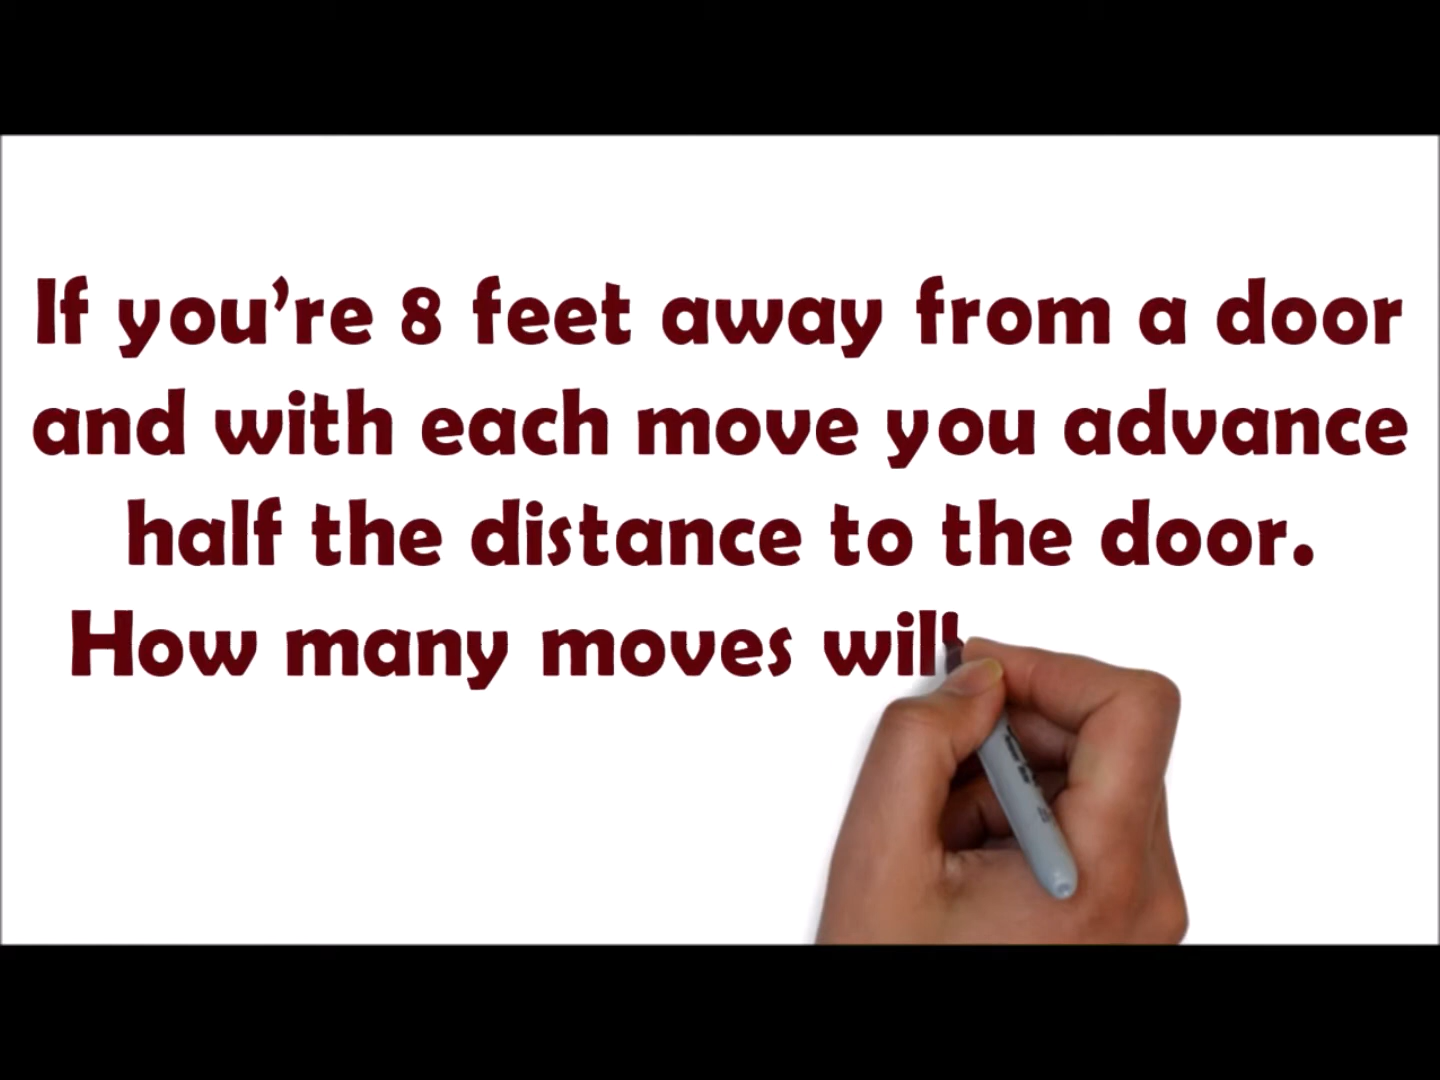 If you're 8 feet away from a door
and with each move you advance
half the distance to the door.
How many moves will